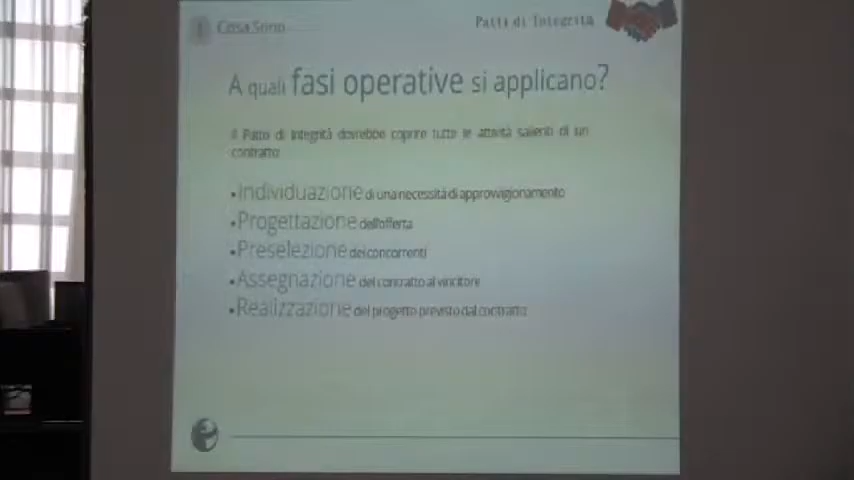 Cosa Sono
Patti di Integrità
A quali fasi operative si applicano?
Il Patto di Integrità dovrebbe coprire tutte le attività salienti di un
contratto:
•Individuazione di una necessità di approvvigionamento
•Progettazione dell'offerta
•Preselezione dei concorrenti
•Assegnazione del contratto al vincitore
•Realizzazione del progetto previsto dal contratto